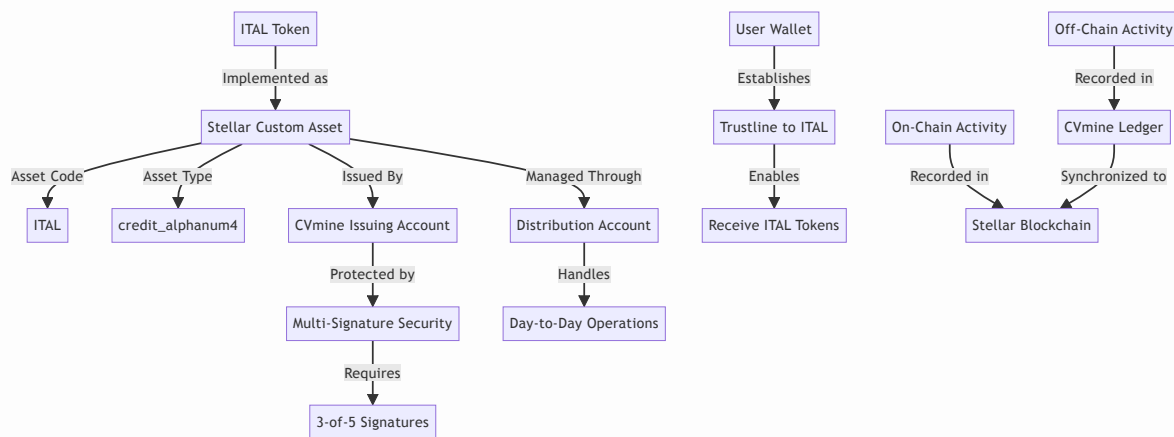 ITAL Token
User Wallet
Off-Chain Activity
Implemented as
Establishes
Recorded in
Stellar Custom Asset
Trustline to ITAL
On-Chain Activity
CVmine Ledger
Asset Code
Asset Type
Issued By
Managed Through
Enables
Recorded in
Synchronized to
ITAL
credit_alphanum4
CVmine Issuing Account
Distribution Account
Receive ITAL Tokens
Stellar Blockchain
Protected by
Handles
Multi-Signature Security
Day-to-Day Operations
Requires
3-of-5 Signatures